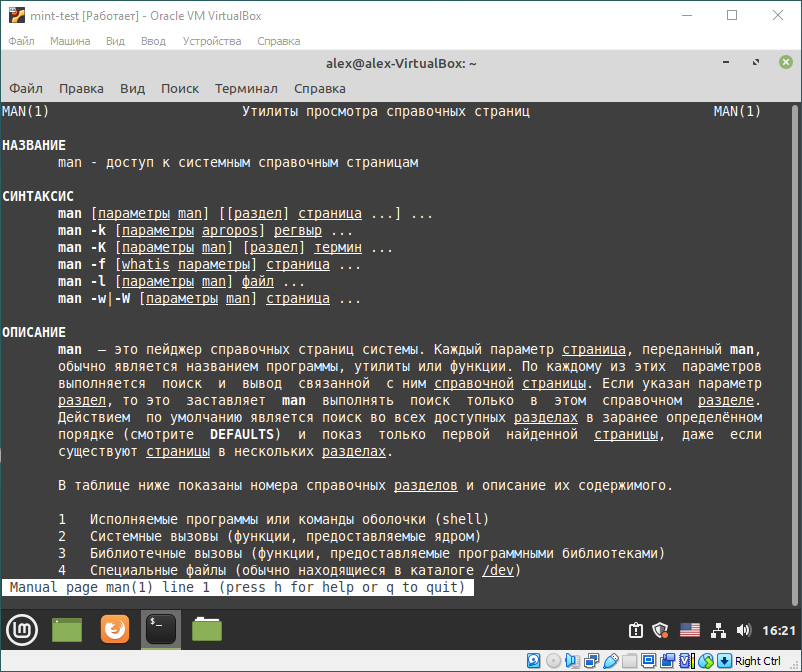 mint-test [Работает] - Oracle VM VirtualBox
Файл Машина Вид Ввод Устройства Справка
alex@alex-VirtualBox: ~
Файл Правка Вид Поиск Терминал Справка
MAN(1) Утилиты просмотра справочных страниц MAN(1)
НАЗВАНИЕ
man - доступ к системным справочным страницам
СИНТАКСИС
man [параметры man] [[раздел] страница ...] ...
man -k [параметры apropos] регвыр ...
man -K [параметры man] [раздел] термин ...
man -f [whatis параметры] страница ...
man -l [параметры man] файл ...
man -w|-W [параметры man] страница ...
ОПИСАНИЕ
man — это пейджер справочных страниц системы. Каждый параметр страница, переданный man,
обычно является названием программы, утилиты или функции. По каждому из этих параметров
выполняется поиск и вывод связанной с ним справочной страницы. Если указан параметр
раздел, то это заставляет man выполнять поиск только в этом справочном разделе.
Действием по умолчанию является поиск во всех доступных разделах в заранее определённом
порядке (смотрите DEFAULTS) и показ только первой найденной страницы, даже если
существуют страницы в нескольких разделах.
В таблице ниже показаны номера справочных разделов и описание их содержимого.
1 Исполняемые программы или команды оболочки (shell)
2 Системные вызовы (функции, предоставляемые ядром)
3 Библиотечные вызовы (функции, предоставляемые программными библиотеками)
4 Специальные файлы (обычно находящиеся в каталоге /dev)
Manual page man(1) line 1 (press h for help or q to quit)
16:21
Right Ctrl